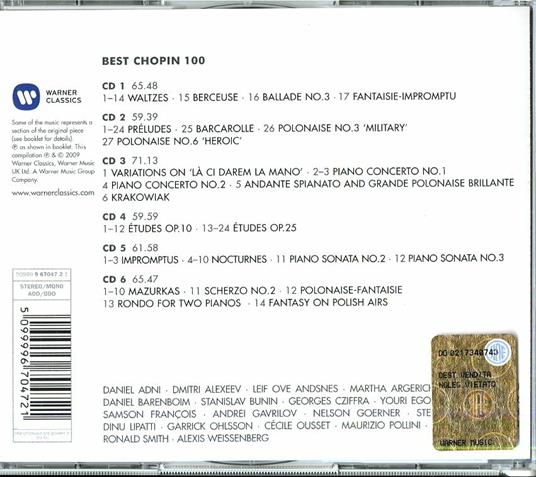 BEST CHOPIN 100
WARNER
CLASSICS
Some of the music represents a
section of the original piece
(see booklet for details).
℗ as shown in booklet. This
compilation ℗ & © 2009
Warner Classics, Warner Music
UK Ltd. A Warner Music Group
Company.
www.warnerclassics.com
CD 1 65.48
1–14 WALTZES · 15 BERCEUSE · 16 BALLADE NO.3 · 17 FANTAISIE-IMPROMPTU
CD 2 59.39
1–24 PRÉLUDES · 25 BARCAROLLE · 26 POLONAISE NO.3 'MILITARY'
27 POLONAISE NO.6 'HEROIC'
CD 3 71.13
1 VARIATIONS ON 'LÀ CI DAREM LA MANO' · 2–3 PIANO CONCERTO NO.1
4 PIANO CONCERTO NO.2 · 5 ANDANTE SPIANATO AND GRANDE POLONAISE BRILLANTE
6 KRAKOWIAK
CD 4 59.59
1–12 ÉTUDES OP.10 · 13–24 ÉTUDES OP.25
CD 5 61.58
1–3 IMPROMPTUS · 4–10 NOCTURNES · 11 PIANO SONATA NO.2 · 12 PIANO SONATA NO.3
CD 6 65.47
1–10 MAZURKAS · 11 SCHERZO NO.2 · 12 POLONAISE-FANTAISIE
13 RONDO FOR TWO PIANOS · 14 FANTASY ON POLISH AIRS
50999 9 67047 2 1
STEREO/MONO
ADD/DDD
5099996704721
DANIEL ADNI · DMITRI ALEXEEV · LEIF OVE ANDSNES · MARTHA ARGERICH
DANIEL BARENBOIM · STANISLAV BUNIN · GEORGES CZIFFRA · YOURI EGO
SAMSON FRANÇOIS · ANDREI GAVRILOV · NELSON GOERNER · STE
DINU LIPATTI · GARRICK OHLSSON · CÉCILE OUSSET · MAURIZIO POLLINI ·
RONALD SMITH · ALEXIS WEISSENBERG
DG 0217340740
DEST. VENDITA
NOLEG. VIETATO
WARNER MUSIC